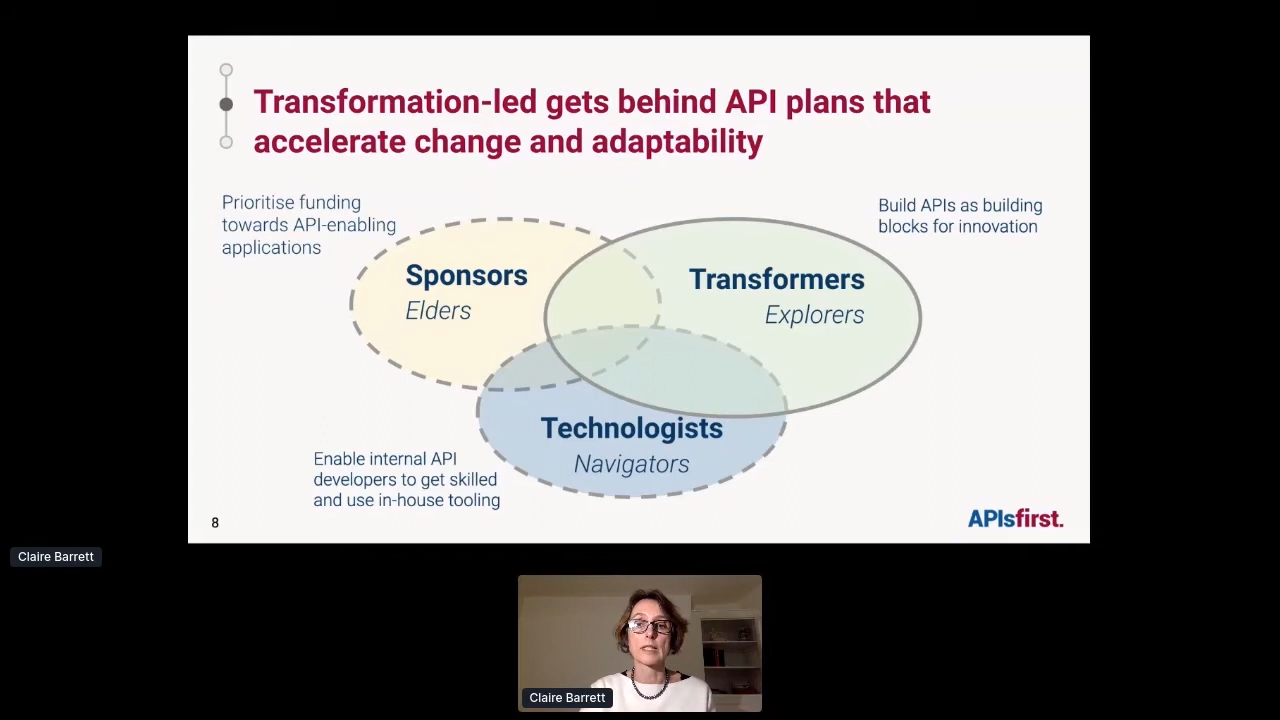 Transformation-led gets behind API plans that
accelerate change and adaptability
Prioritise funding
towards API-enabling
applications
Build APIs as building
blocks for innovation
Sponsors
Elders
Transformers
Explorers
Technologists
Navigators
Enable internal API
developers to get skilled
and use in-house tooling
8
APIsfirst.
Claire Barrett
Claire Barrett